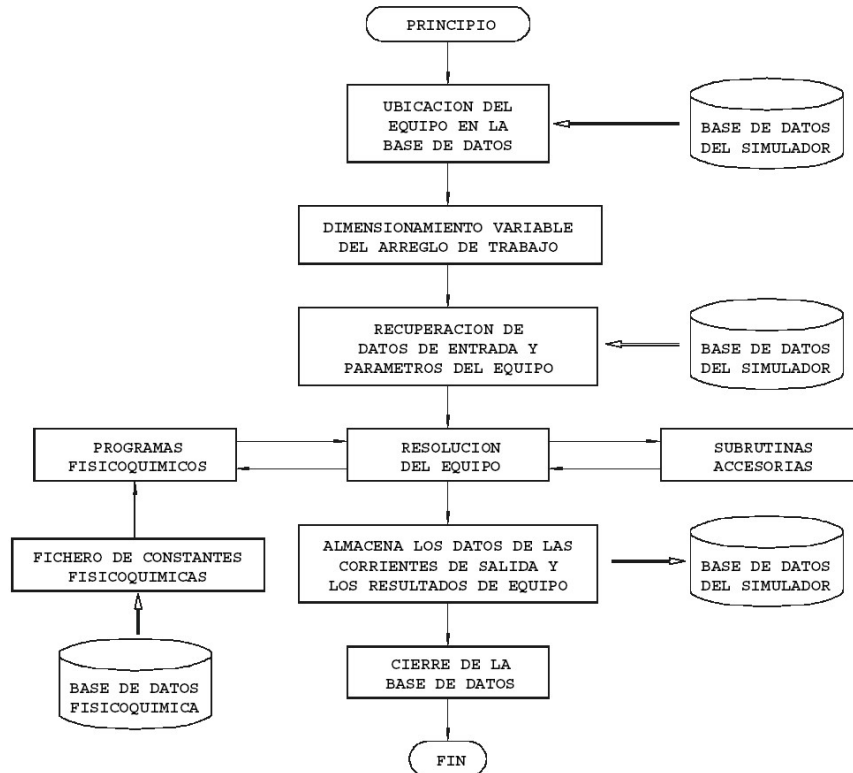 PRINCIPIO
UBICACION DEL
EQUIPO EN LA
BASE DE DATOS
BASE DE DATOS
DEL SIMULADOR
DIMENSIONAMIENTO VARIABLE
DEL ARREGLO DE TRABAJO
RECUPERACION DE
DATOS DE ENTRADA Y
PARAMETROS DEL EQUIPO
BASE DE DATOS
DEL SIMULADOR
PROGRAMAS
FISICOQUIMICOS
RESOLUCION
DEL EQUIPO
SUBRUTINAS
ACCESORIAS
FICHERO DE CONSTANTES
FISICOQUIMICAS
ALMACENA LOS DATOS DE LAS
CORRIENTES DE SALIDA Y
LOS RESULTADOS DE EQUIPO
BASE DE DATOS
DEL SIMULADOR
BASE DE DATOS
FISICOQUIMICA
CIERRE DE LA
BASE DE DATOS
FIN